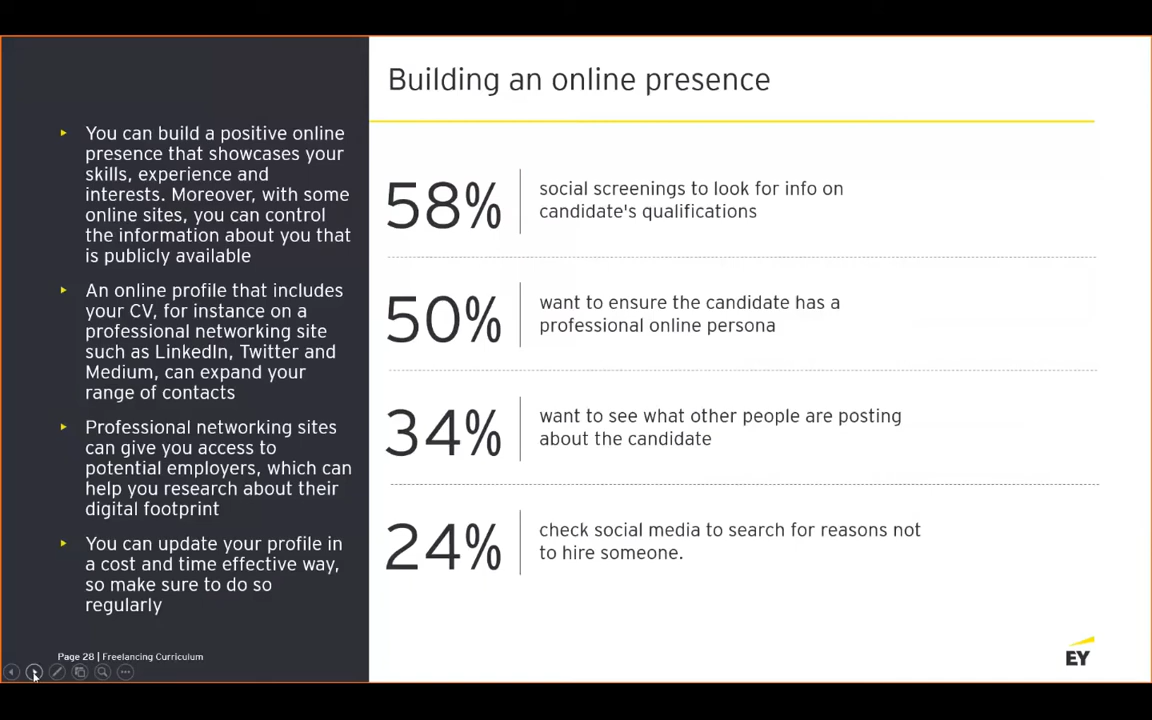 Building an online presence
You can build a positive online
presence that showcases your
skills, experience and
interests. Moreover, with some
online sites, you can control
the information about you that
is publicly available
An online profile that includes
your CV, for instance on a
professional networking site
such as LinkedIn, Twitter and
Medium, can expand your
range of contacts
Professional networking sites
can give you access to
potential employers, which can
help you research about their
digital footprint
You can update your profile in
a cost and time effective way,
so make sure to do so
regularly
58%
social screenings to look for info on
candidate's qualifications
50%
want to ensure the candidate has a
professional online persona
34%
want to see what other people are posting
about the candidate
24%
check social media to search for reasons not
to hire someone.
Page 28 | Freelancing Curriculum
EY